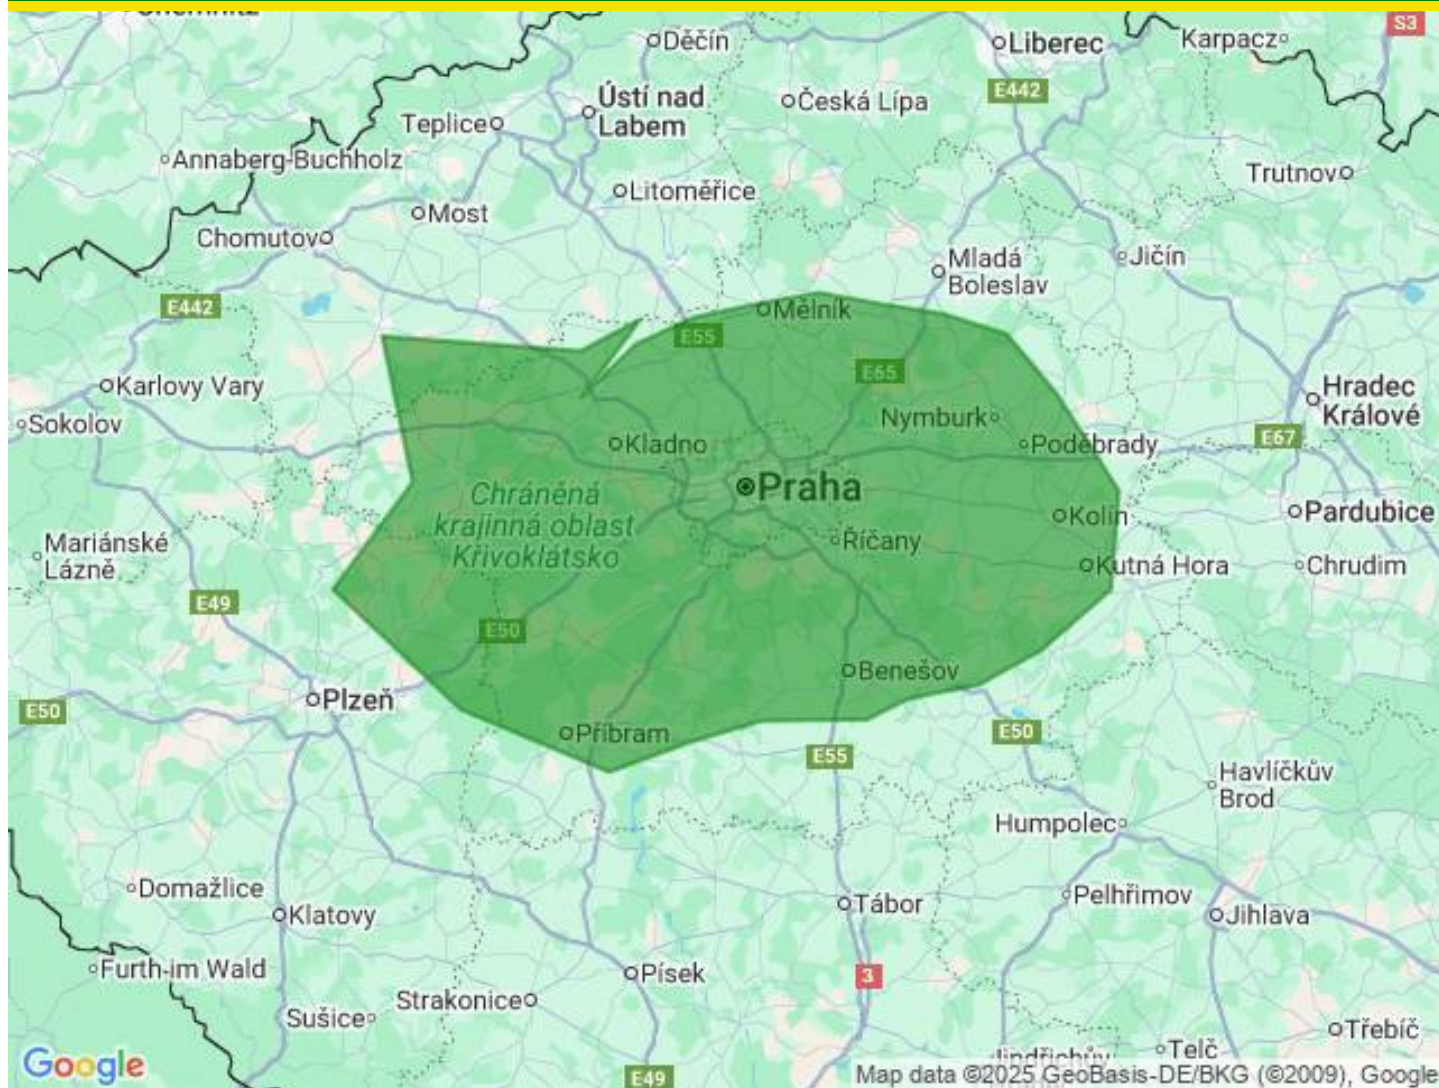 Chemnitz
Děčín
Liberec
Karpacz
S3
Ústí nad
Labem
Teplice
Česká Lípa
E442
Annaberg-Buchholz
Trutnov
Litoměřice
Most
Chomutov
Jičín
Mladá
Boleslav
E442
Mělník
E55
Karlovy Vary
E65
Hradec
Králové
Sokolov
Nymburk
E67
Kladno
Poděbrady
Praha
Chráněná
krajinná oblast
Křivoklátsko
Kolín
Pardubice
Mariánské
Lázně
Říčany
Kutná Hora
Chrudim
E49
E50
Benešov
Plzeň
E50
Příbram
E50
E55
Havlíčkův
Brod
Humpolec
Domažlice
Klatovy
Tábor
Pelhřimov
Jihlava
Furth im Wald
Písek
3
Strakonice
Sušice
Třebíč
Jindřichův
Telč
Google
E49
Map data ©2025 GeoBasis-DE/BKG (©2009), Google